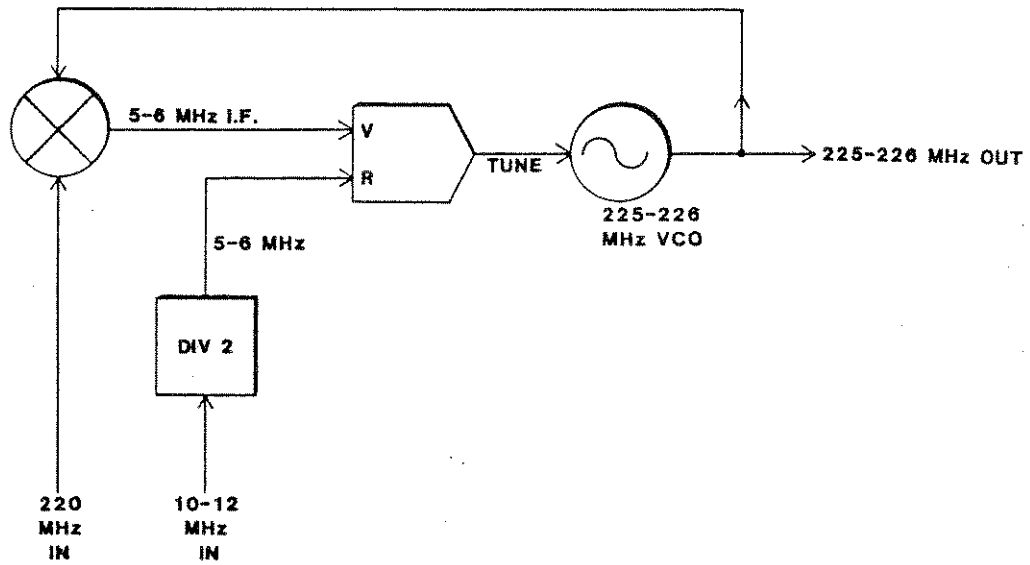 5-6 MHz I.F.
V
R
TUNE
225-226 MHz OUT
225-226
MHz VCO
5-6 MHz
DIV 2
220
MHz
IN
10-12
MHz
IN